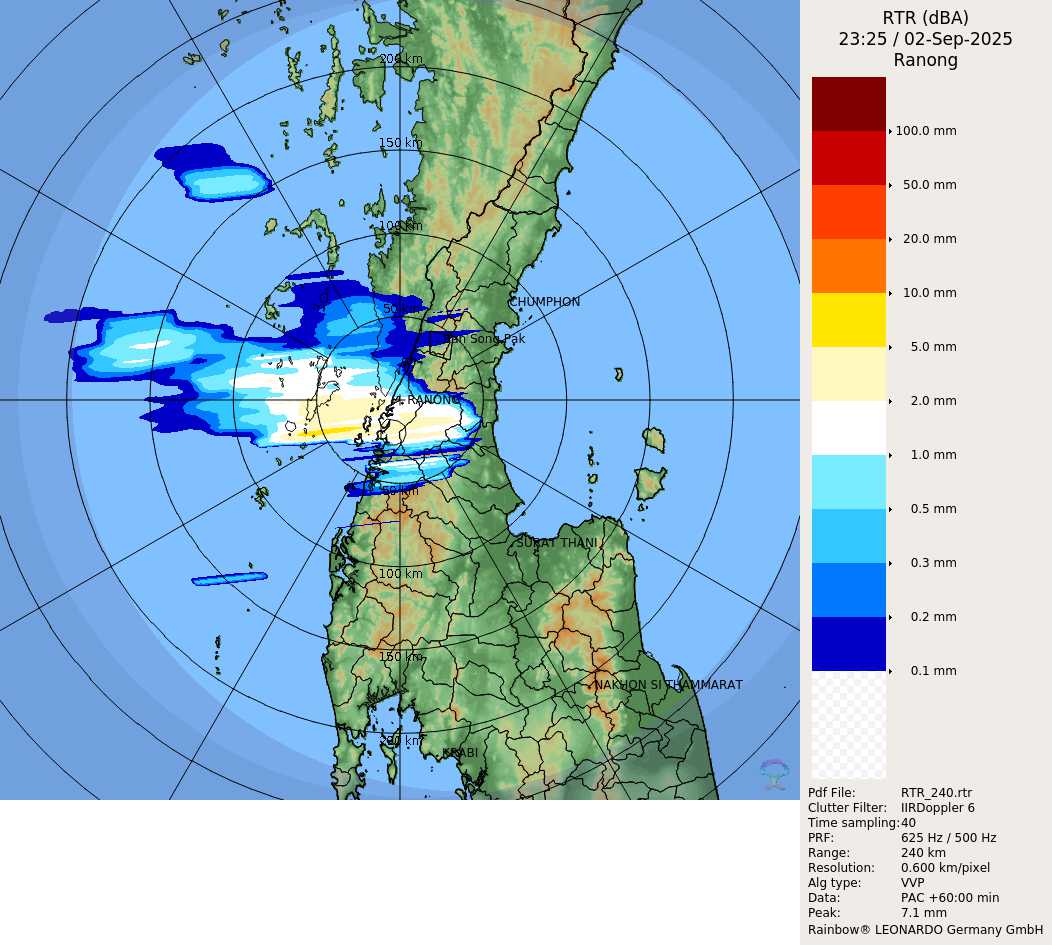 RTR (dBA)
23:25 / 02-Sep-2025
Ranong
100.0 mm
50.0 mm
20.0 mm
10.0 mm
5.0 mm
2.0 mm
1.0 mm
0.5 mm
0.3 mm
0.2 mm
0.1 mm
Pdf File: RTR_240.rtr
Clutter Filter: IIRDoppler 6
Time sampling: 40
PRF: 625 Hz / 500 Hz
Range: 240 km
Resolution: 0.600 km/pixel
Alg type: VVP
Data: PAC +60:00 min
Peak: 7.1 mm
Rainbow® LEONARDO Germany GmbH
200 km
150 km
100 km
CHUMPHON
50 km
Song Pak
RANONG
50 km
SURAT THANI
100 km
150 km
NAKHON SI THAMMARAT
200 km
KRABI